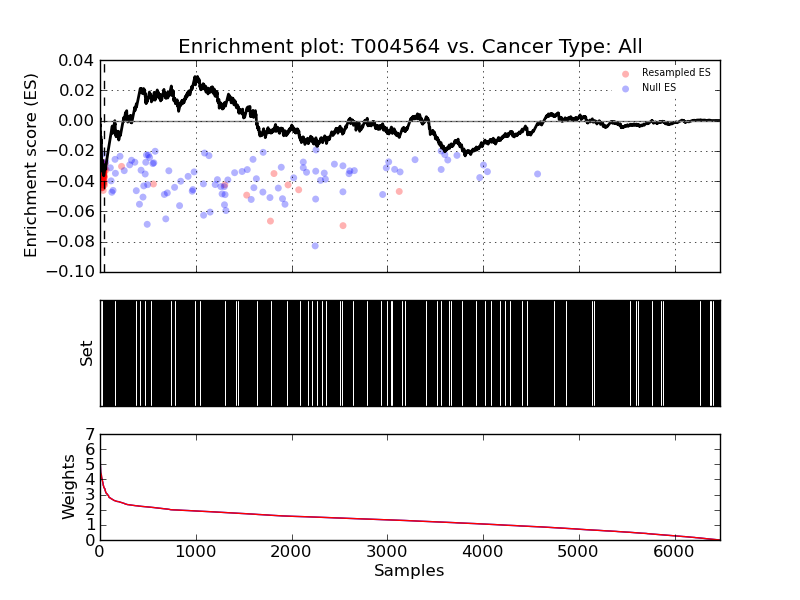 Enrichment plot: T004564 vs. Cancer Type: All
Enrichment score (ES)
0.04
0.02
0.00
−0.02
−0.04
−0.06
−0.08
−0.10
Resampled ES
Null ES
Set
Weights
7
6
5
4
3
2
1
0
0 1000 2000 3000 4000 5000 6000
Samples